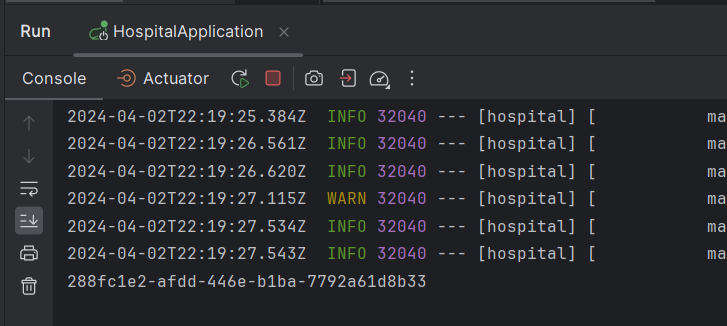 Run HospitalApplication
Console Actuator
2024-04-02T22:19:25.384Z INFO 32040 --- [hospital] [ ma
2024-04-02T22:19:26.561Z INFO 32040 --- [hospital] [ ma
2024-04-02T22:19:26.620Z INFO 32040 --- [hospital] [ ma
2024-04-02T22:19:27.115Z WARN 32040 --- [hospital] [ ma
2024-04-02T22:19:27.534Z INFO 32040 --- [hospital] [ ma
2024-04-02T22:19:27.543Z INFO 32040 --- [hospital] [ ma
288fc1e2-afdd-446e-b1ba-7792a61d8b33